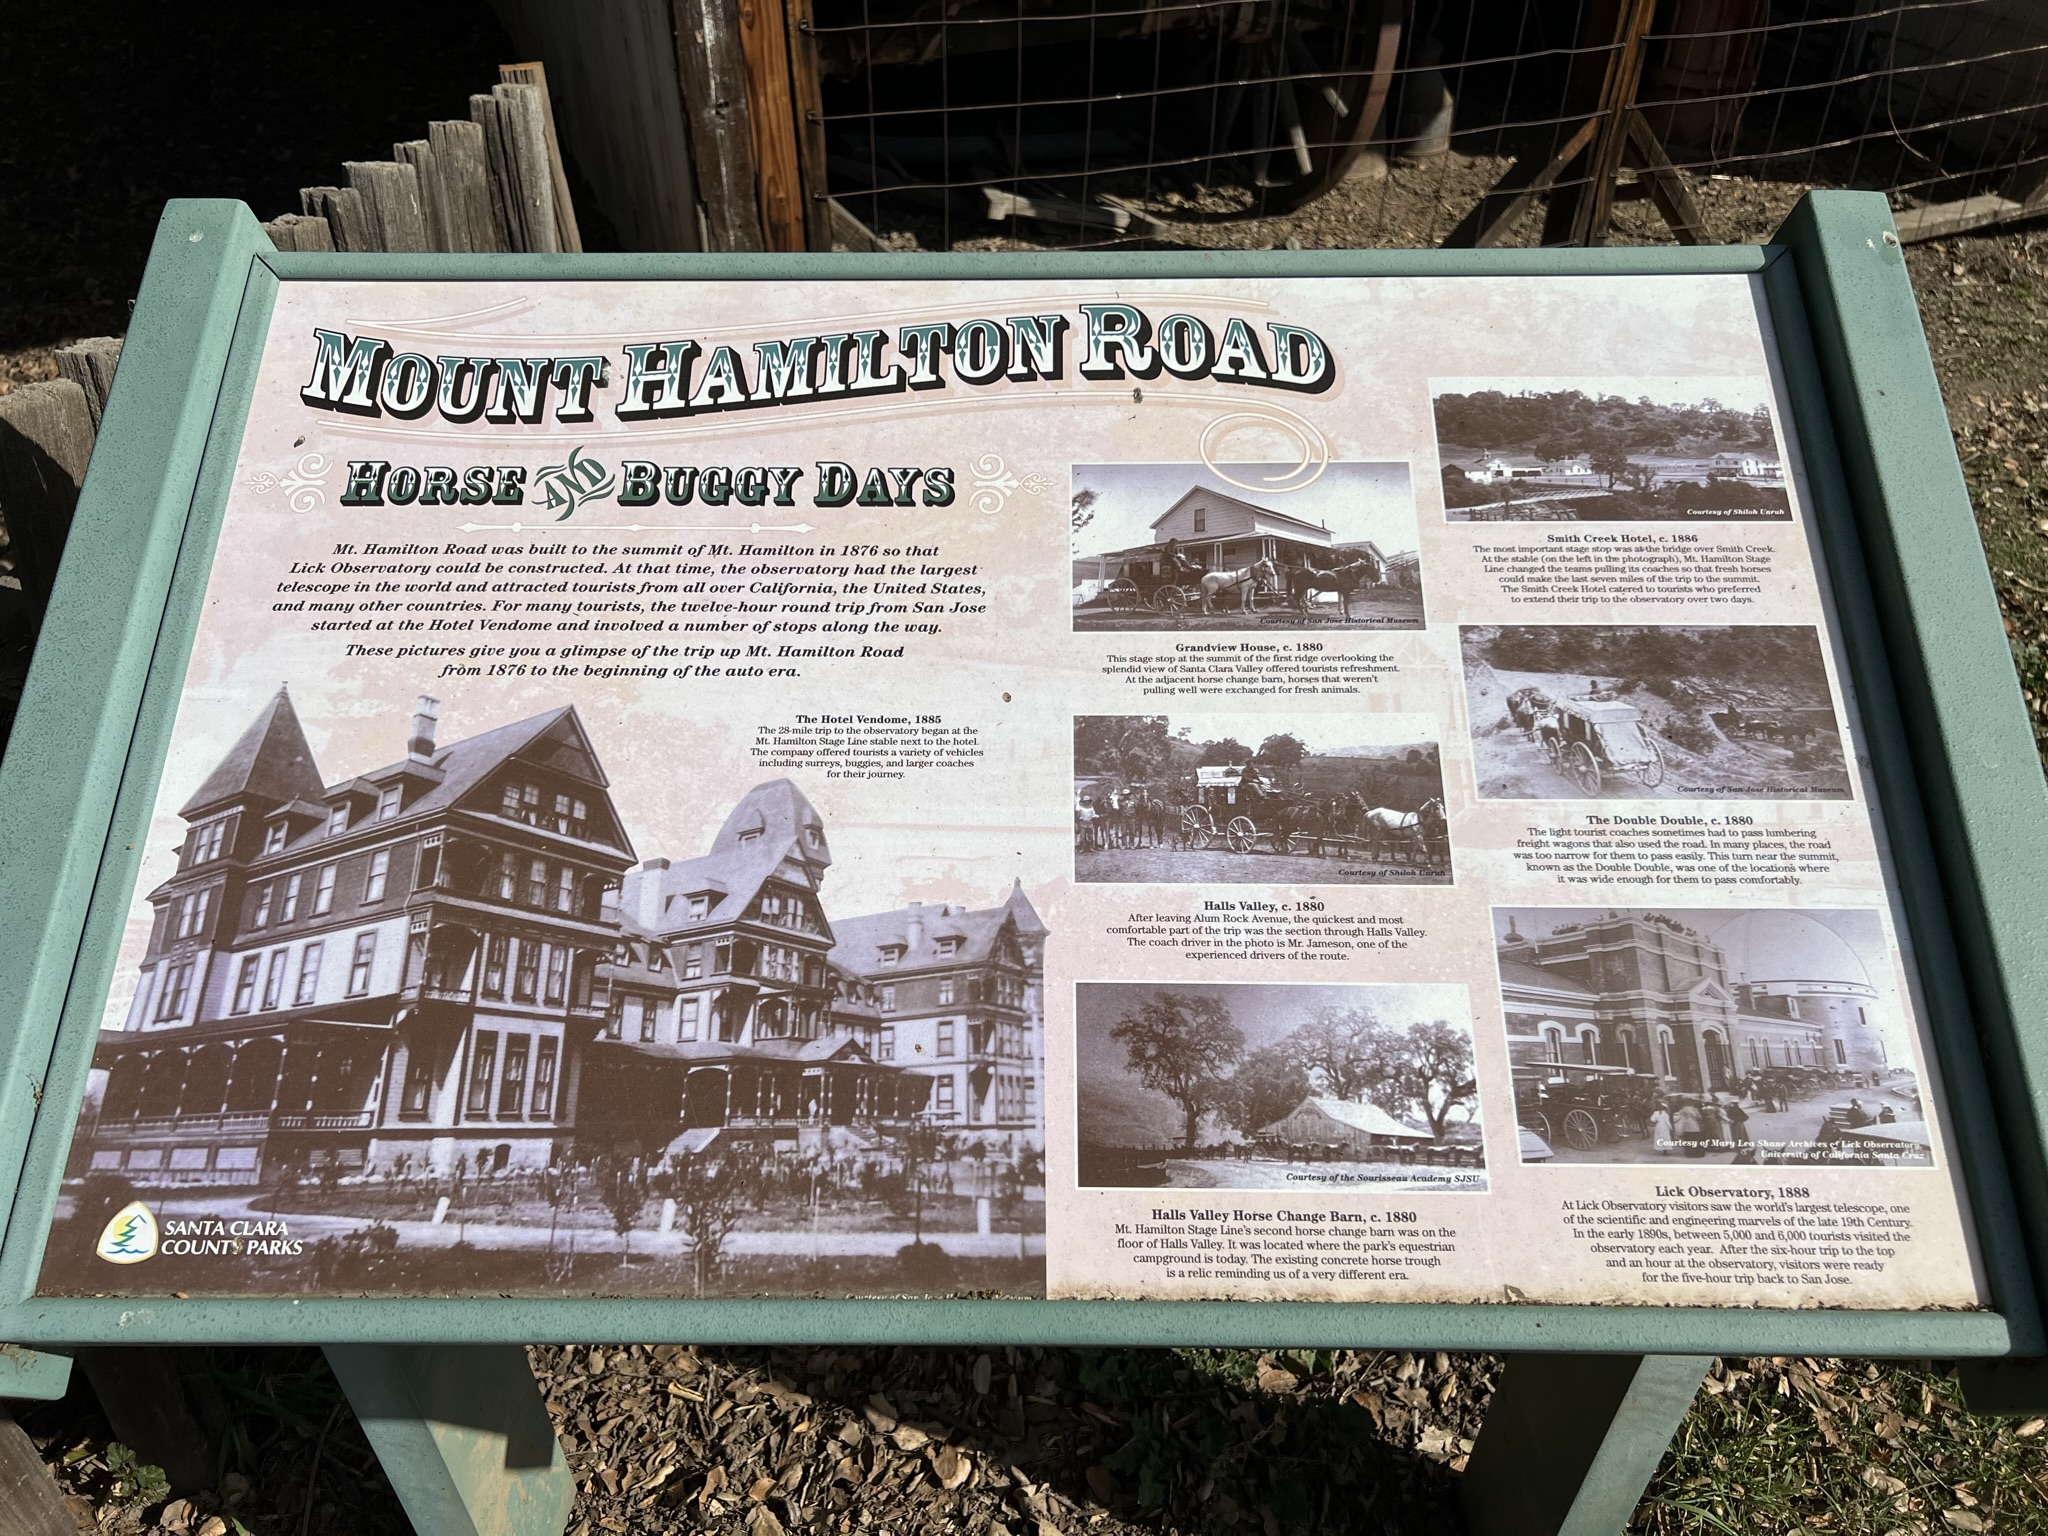 MOUNT HAMILTON ROAD
HORSE AND BUGGY DAYS
Mt. Hamilton Road was built to the summit of Mt. Hamilton in 1876 so that
Lick Observatory could be constructed. At that time, the observatory had the largest
telescope in the world and attracted tourists from all over California, the United States,
and many other countries. For many tourists, the twelve-hour round trip from San Jose
started at the Hotel Vendome and involved a number of stops along the way.
These pictures give you a glimpse of the trip up Mt. Hamilton Road
from 1876 to the beginning of the auto era.
The Hotel Vendome, 1885
The 28-mile trip to the observatory began at the
Mt. Hamilton Stage Line stable next to the hotel.
The company offered tourists a variety of vehicles
including surreys, buggies, and larger coaches
for their journey.
SANTA CLARA
COUNTY PARKS
Courtesy of San Jose Historical Museum
Grandview House, c. 1880
This stage stop at the summit of the first ridge overlooking the
splendid view of Santa Clara Valley offered tourists refreshment.
At the adjacent horse change barn, horses that weren't
pulling well were exchanged for fresh animals.
Courtesy of Shiloh Unruh
Halls Valley, c. 1880
After leaving Alum Rock Avenue, the quickest and most
comfortable part of the trip was the section through Halls Valley.
The coach driver in the photo is Mr. Jameson, one of the
experienced drivers of the route.
Courtesy of the Sourisseau Academy SJSU
Halls Valley Horse Change Barn, c. 1880
Mt. Hamilton Stage Line's second horse change barn was on the
floor of Halls Valley. It was located where the park's equestrian
campground is today. The existing concrete horse trough
is a relic reminding us of a very different era.
Courtesy of Shiloh Unruh
Smith Creek Hotel, c. 1886
The most important stage stop was at the bridge over Smith Creek.
At the stable (on the left in the photograph), Mt. Hamilton Stage
Line changed the teams pulling its coaches so that fresh horses
could make the last seven miles of the trip to the summit.
The Smith Creek Hotel catered to tourists who preferred
to extend their trip to the observatory over two days.
Courtesy of San Jose Historical Museum
The Double Double, c. 1880
The light tourist coaches sometimes had to pass lumbering
freight wagons that also used the road. In many places, the road
was too narrow for them to pass easily. This turn near the summit,
known as the Double Double, was one of the locations where
it was wide enough for them to pass comfortably.
Courtesy of Mary Lea Shane Archives of Lick Observatory,
University of California Santa Cruz
Lick Observatory, 1888
At Lick Observatory visitors saw the world's largest telescope, one
of the scientific and engineering marvels of the late 19th Century.
In the early 1890s, between 5,000 and 6,000 tourists visited the
observatory each year. After the six-hour trip to the top
and an hour at the observatory, visitors were ready
for the five-hour trip back to San Jose.